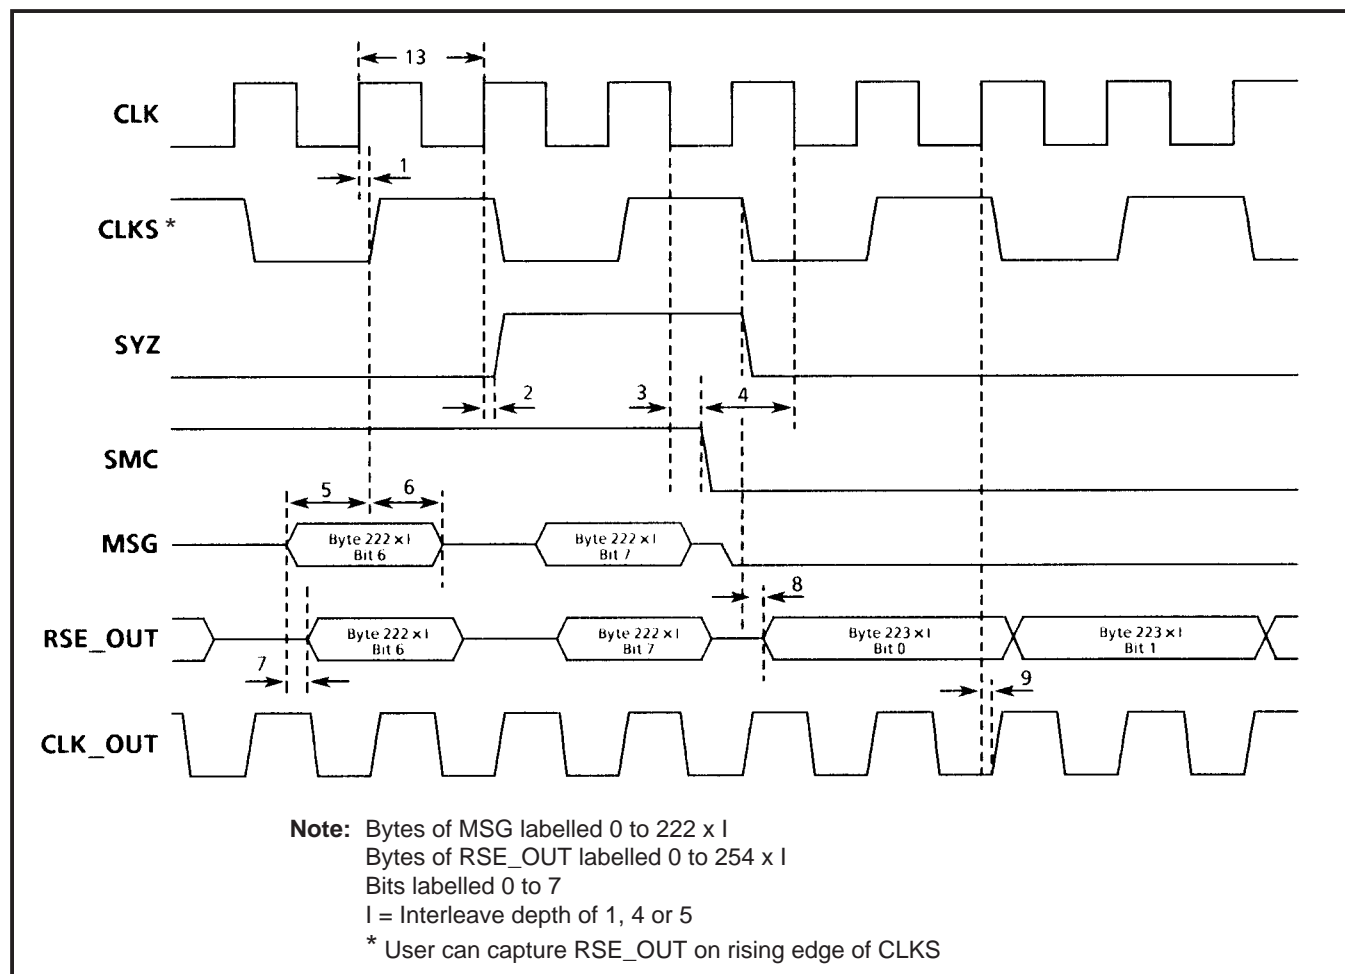 13
CLK
1
CLKS *
SYZ
2
3
4
SMC
5
6
MSG
Byte 222 x I
Bit 6
Byte 222 x I
Bit 7
8
RSE_OUT
Byte 222 x I
Bit 6
Byte 222 x I
Bit 7
Byte 223 x I
Bit 0
Byte 223 x I
Bit 1
7
9
CLK_OUT
Note: Bytes of MSG labelled 0 to 222 x I
Bytes of RSE_OUT labelled 0 to 254 x I
Bits labelled 0 to 7
I = Interleave depth of 1, 4 or 5
* User can capture RSE_OUT on rising edge of CLKS